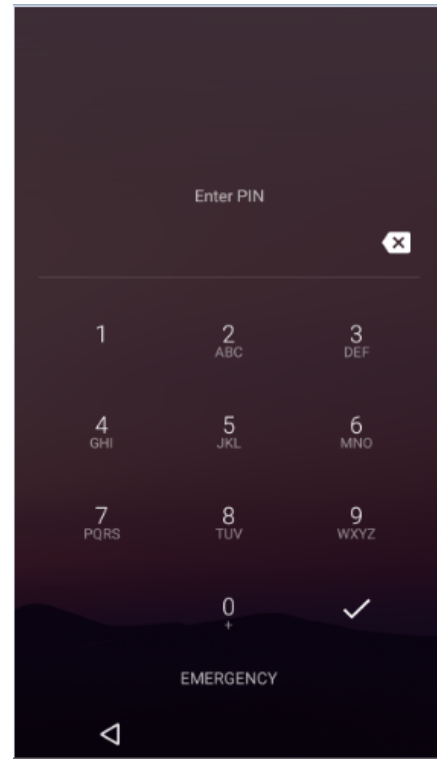 Enter PIN
1 2 3
ABC DEF
4 5 6
GHI JKL MNO
7 8 9
PQRS TUV WXYZ
0
+
EMERGENCY